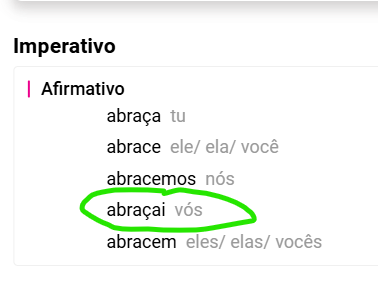 Imperativo
Afirmativo
abraça tu
abrace ele/ ela/ você
abracemos nós
abraçai vós
abracem eles/ elas/ vocês